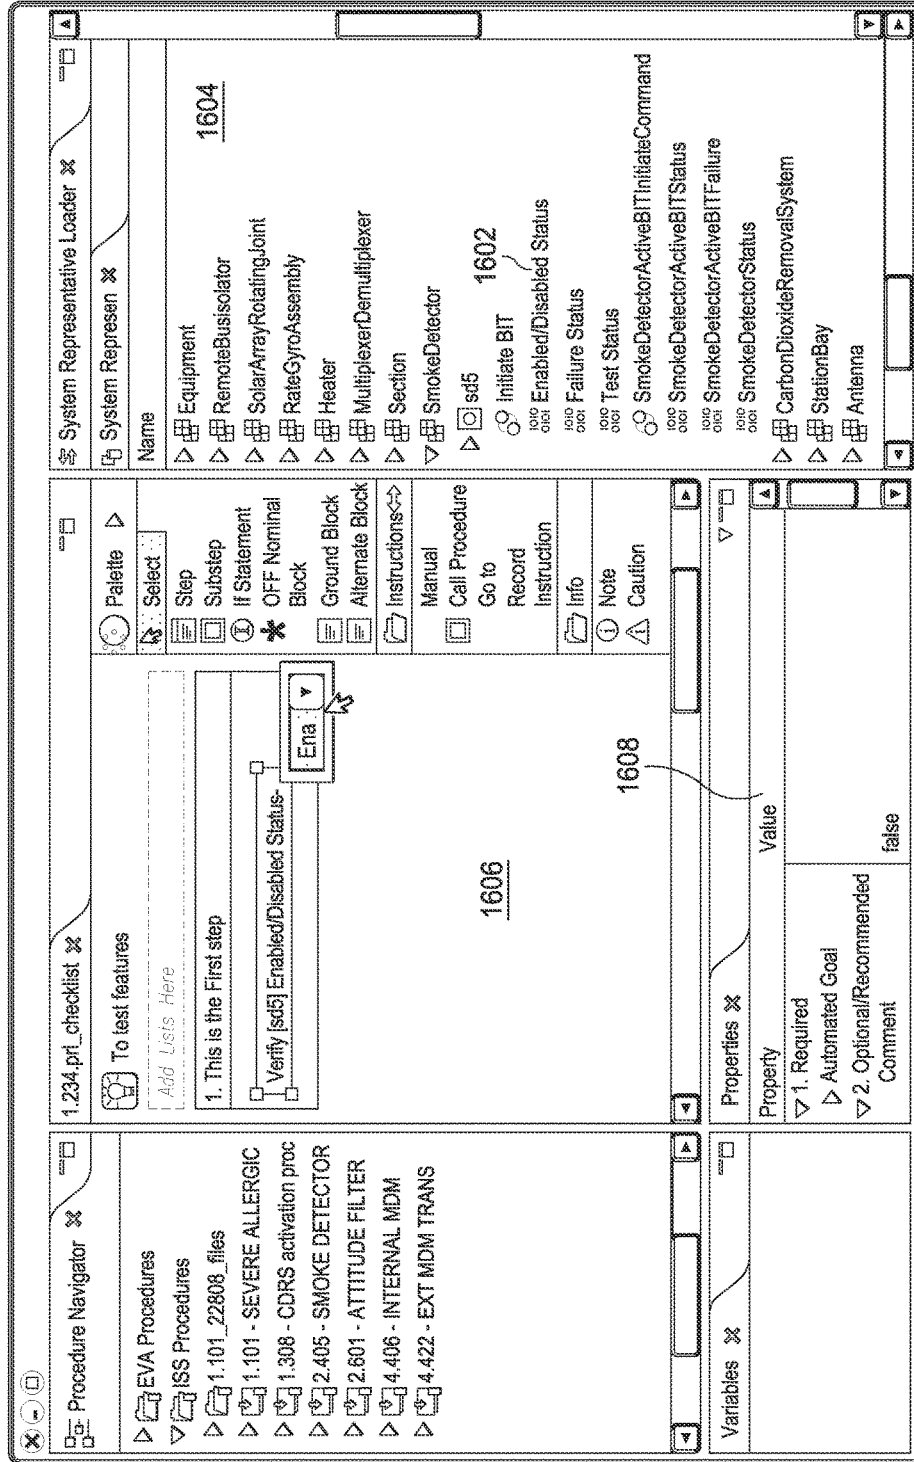 Procedure Navigator
EVA Procedures
ISS Procedures
1.101_22808_files
1.101 - SEVERE ALLERGIC
1.308 - CDRS activation proc
2.405 - SMOKE DETECTOR
2.601 - ATTITUDE FILTER
4.406 - INTERNAL MDM
4.422 - EXT MDM TRANS
Variables
1.234.prl_checklist
To test features
Add Lists Here
1. This is the First step
Verify [sd5] Enabled/Disabled Status-
Ena
1606
Palette
Select
Step
Substep
If Statement
OFF Nominal
Block
Ground Block
Alternate Block
Instructions
Manual
Call Procedure
Go to
Record
Instruction
Info
Note
Caution
1608
Properties
Property Value
1. Required
Automated Goal
2. Optional/Recommended
Comment false
System Representative Loader
System Represen
Name
1604
Equipment
RemoteBusisolator
SolarArrayRotatingJoint
RateGyroAssembly
Heater
MultiplexerDemultiplexer
Section
SmokeDetector
sd5
1602
Initiate BIT
Enabled/Disabled Status
Failure Status
Test Status
SmokeDetectorActiveBITInitiateCommand
SmokeDetectorActiveBITStatus
SmokeDetectorActiveBITFailure
SmokeDetectorStatus
CarbonDioxideRemovalSystem
StationBay
Antenna